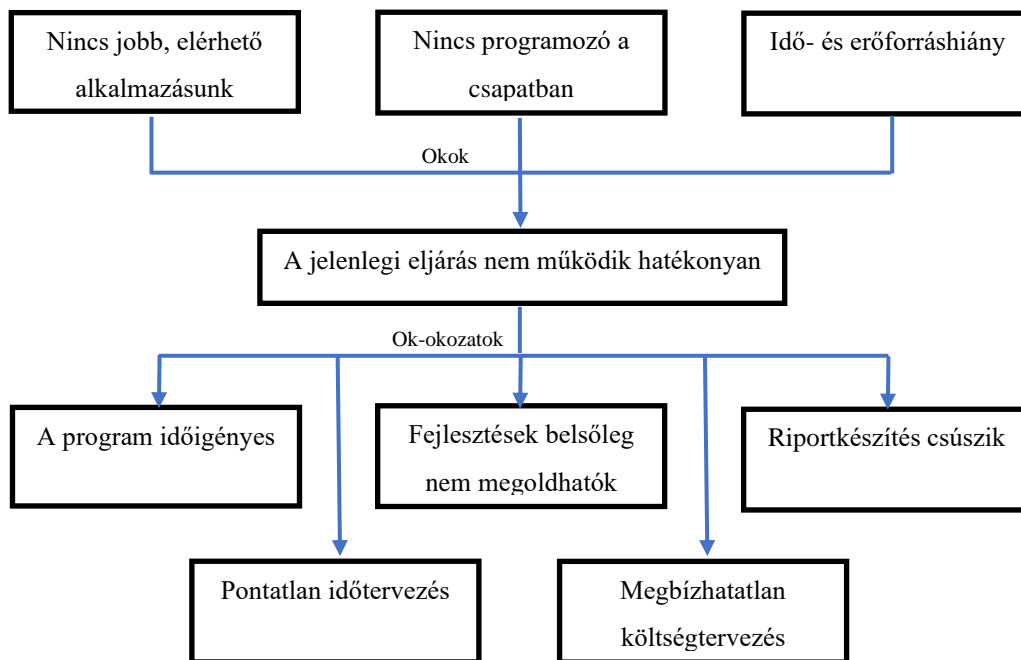 Nincs jobb, elérhető
alkalmazásunk
Nincs programozó a
csapatban
Idő- és erőforráshiány
Okok
A jelenlegi eljárás nem működik hatékonyan
Ok-okozatok
A program időigényes
Fejlesztések belsőleg
nem megoldhatók
Riportkészítés csúszik
Pontatlan időtervezés
Megbízhatatlan
költségtervezés